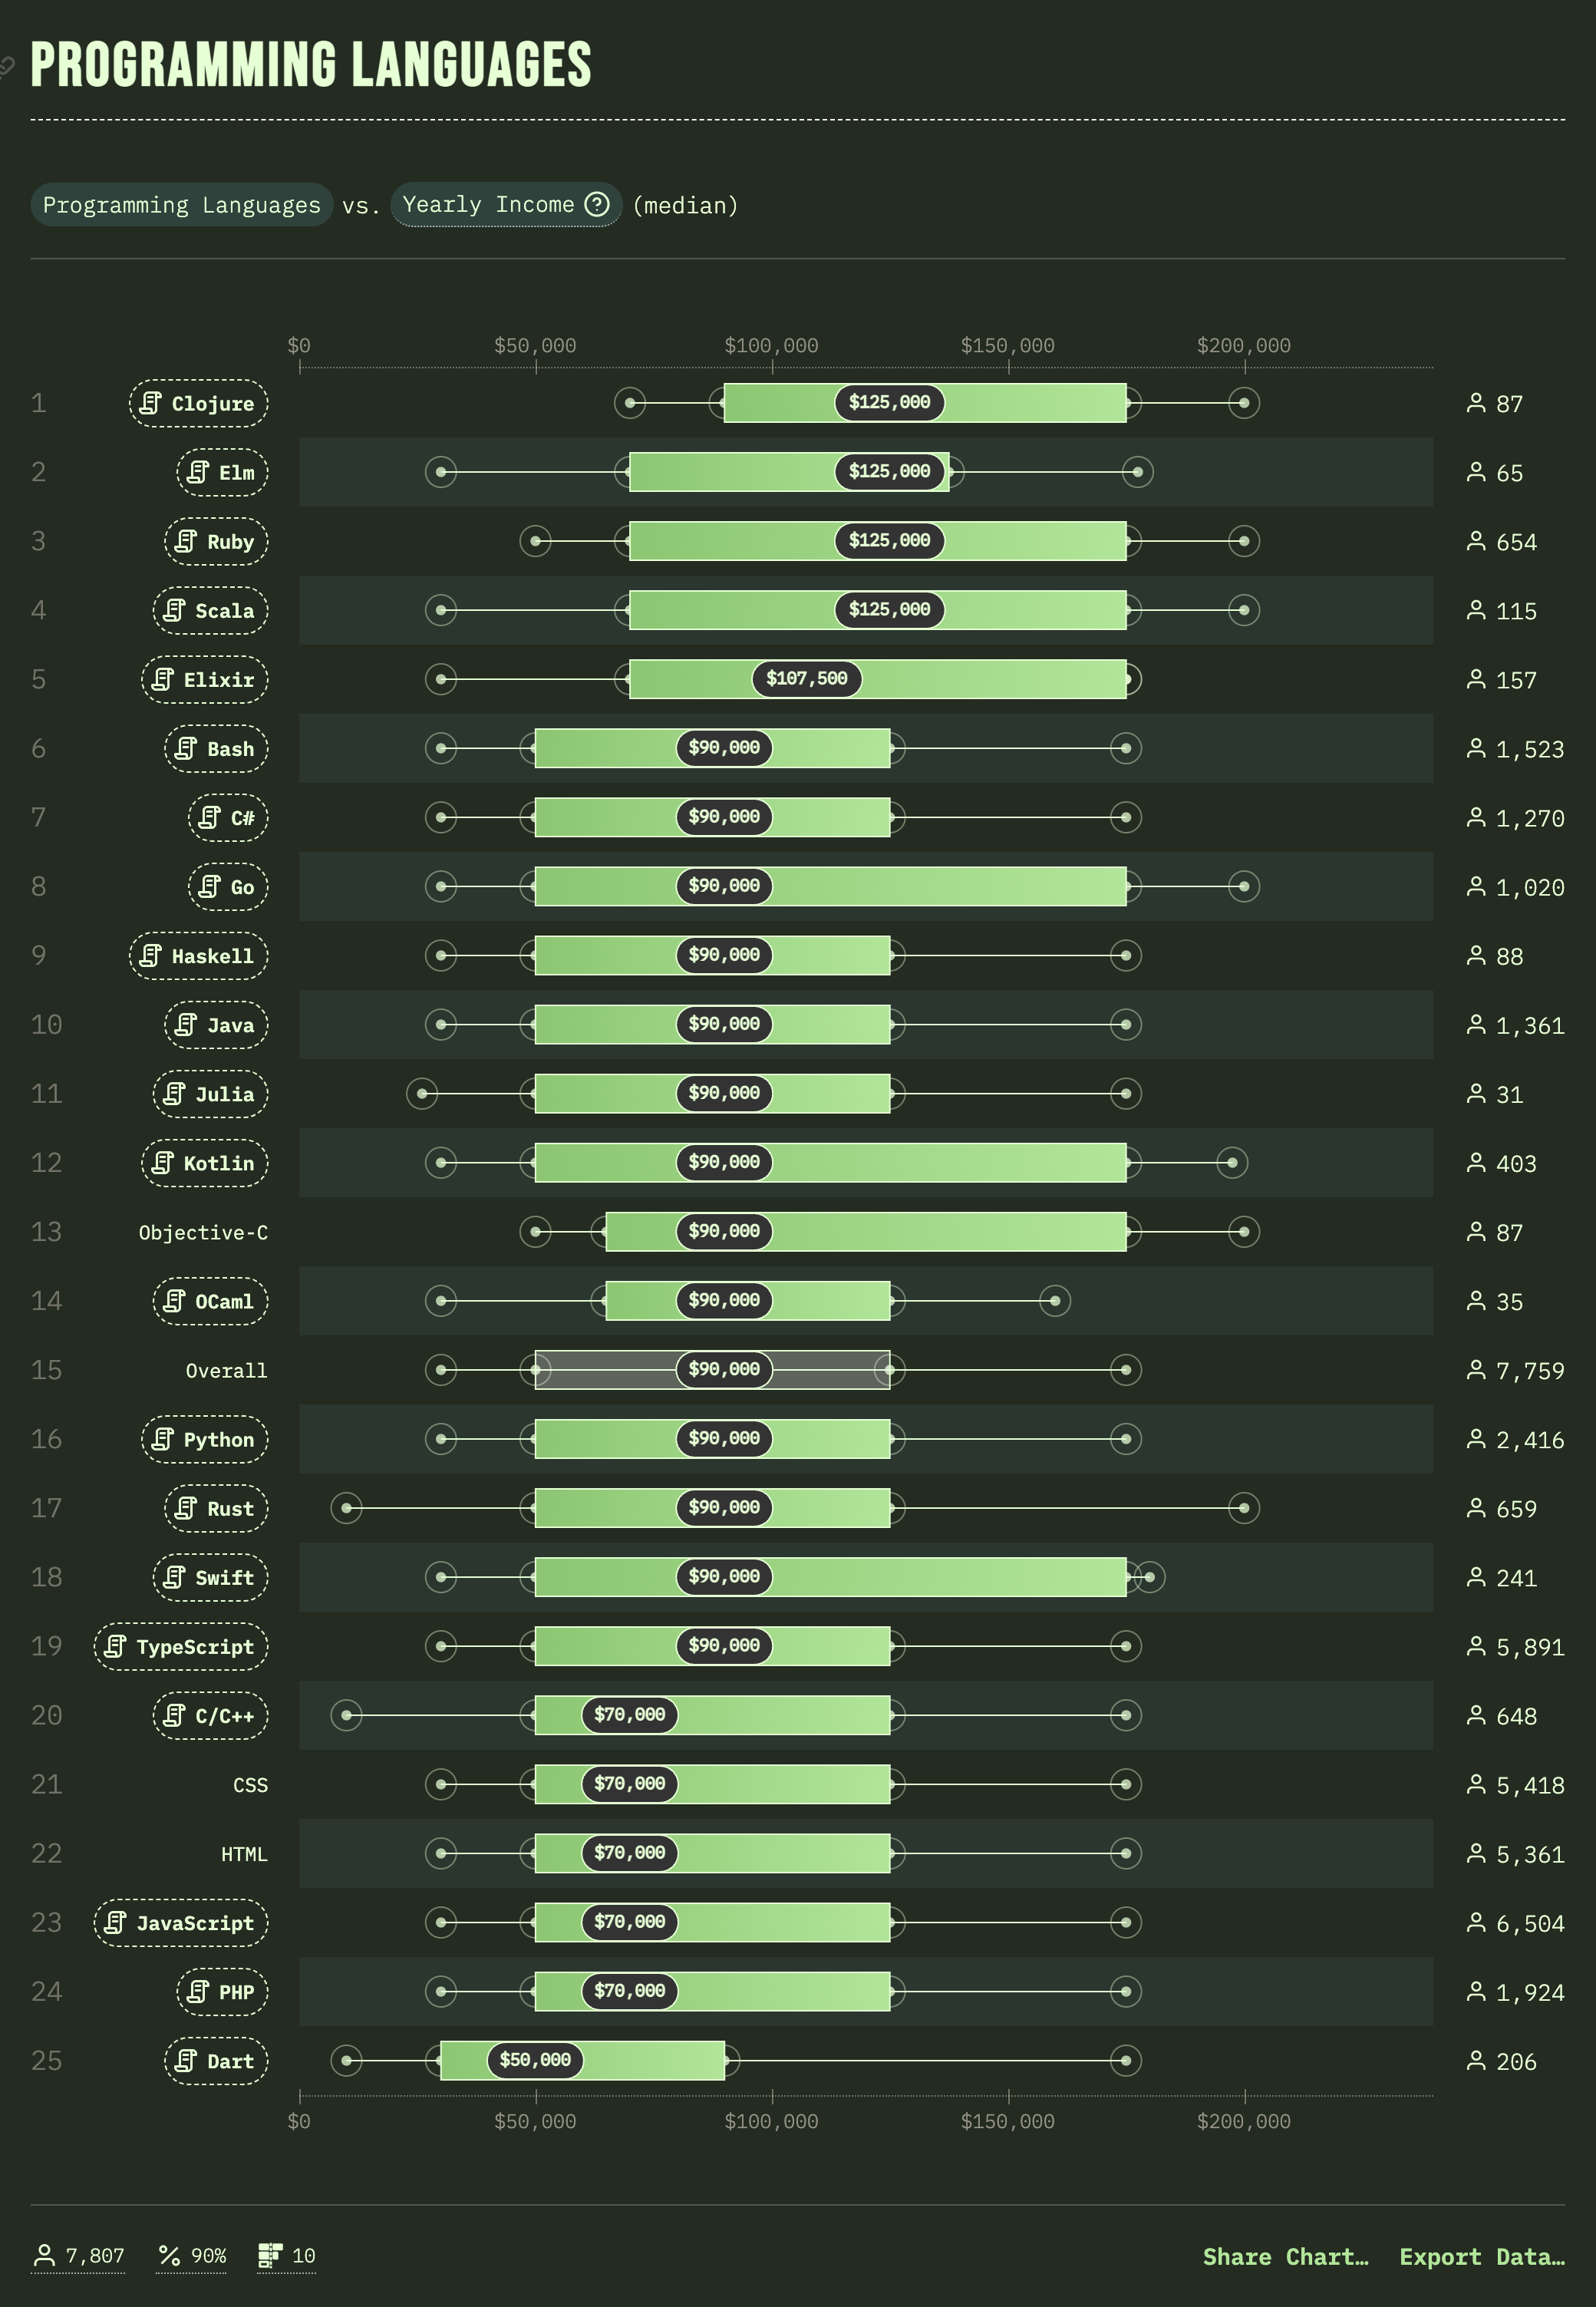 PROGRAMMING LANGUAGES
Programming Languages vs. Yearly Income (median)
$0 $50,000 $100,000 $150,000 $200,000
1 Clojure $125,000 87
2 Elm $125,000 65
3 Ruby $125,000 654
4 Scala $125,000 115
5 Elixir $107,500 157
6 Bash $90,000 1,523
7 C# $90,000 1,270
8 Go $90,000 1,020
9 Haskell $90,000 88
10 Java $90,000 1,361
11 Julia $90,000 31
12 Kotlin $90,000 403
13 Objective-C $90,000 87
14 OCaml $90,000 35
15 Overall $90,000 7,759
16 Python $90,000 2,416
17 Rust $90,000 659
18 Swift $90,000 241
19 TypeScript $90,000 5,891
20 C/C++ $70,000 648
21 CSS $70,000 5,418
22 HTML $70,000 5,361
23 JavaScript $70,000 6,504
24 PHP $70,000 1,924
25 Dart $50,000 206
$0 $50,000 $100,000 $150,000 $200,000
7,807 90% 10 Share Chart… Export Data…